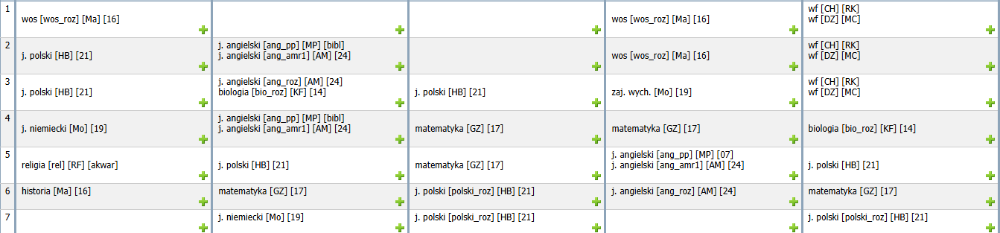 1
wos [wos_roz] [Ma] [16]
wos [wos_roz] [Ma] [16]
wf [CH] [RK]
wf [DZ] [MC]
2
j. polski [HB] [21]
j. angielski [ang_pp] [MP] [bibl]
j. angielski [ang_amr1] [AM] [24]
wos [wos_roz] [Ma] [16]
wf [CH] [RK]
wf [DZ] [MC]
3
j. polski [HB] [21]
j. angielski [ang_roz] [AM] [24]
biologia [bio_roz] [KF] [14]
j. polski [HB] [21]
zaj. wych. [Mo] [19]
wf [CH] [RK]
wf [DZ] [MC]
4
j. niemiecki [Mo] [19]
j. angielski [ang_pp] [MP] [bibl]
j. angielski [ang_amr1] [AM] [24]
matematyka [GZ] [17]
matematyka [GZ] [17]
biologia [bio_roz] [KF] [14]
5
religia [rel] [RF] [akwar]
j. polski [HB] [21]
matematyka [GZ] [17]
j. angielski [ang_pp] [MP] [07]
j. angielski [ang_amr1] [AM] [24]
j. polski [HB] [21]
6
historia [Ma] [16]
matematyka [GZ] [17]
j. polski [polski_roz] [HB] [21]
j. angielski [ang_roz] [AM] [24]
matematyka [GZ] [17]
7
j. niemiecki [Mo] [19]
j. polski [polski_roz] [HB] [21]
j. polski [polski_roz] [HB] [21]